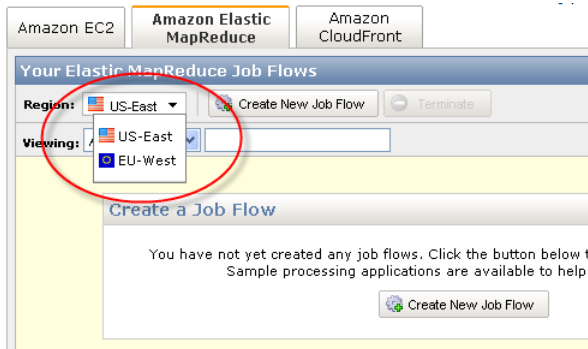 Amazon EC2
Amazon Elastic
MapReduce
Amazon
CloudFront
Your Elastic MapReduce Job Flows
Region: US-East Create New Job Flow Terminate
Viewing:
US-East
EU-West
Create a Job Flow
You have not yet created any job flows. Click the button below
Sample processing applications are available to help
Create New Job Flow